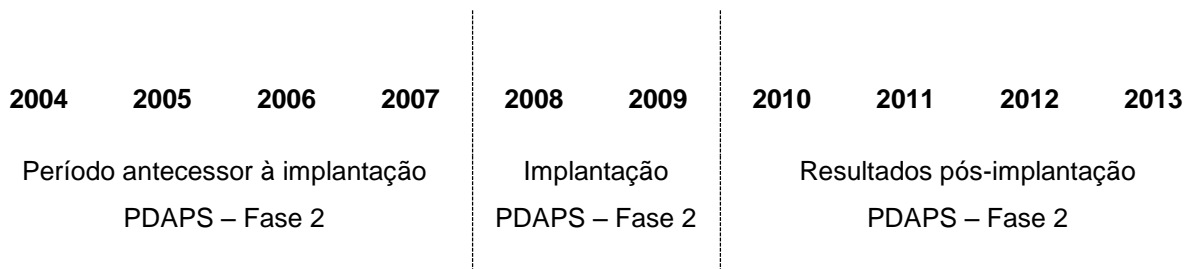 2004 2005 2006 2007 2008 2009 2010 2011 2012 2013
Período antecessor à implantação Implantação Resultados pós-implantação
PDAPS – Fase 2 PDAPS – Fase 2 PDAPS – Fase 2